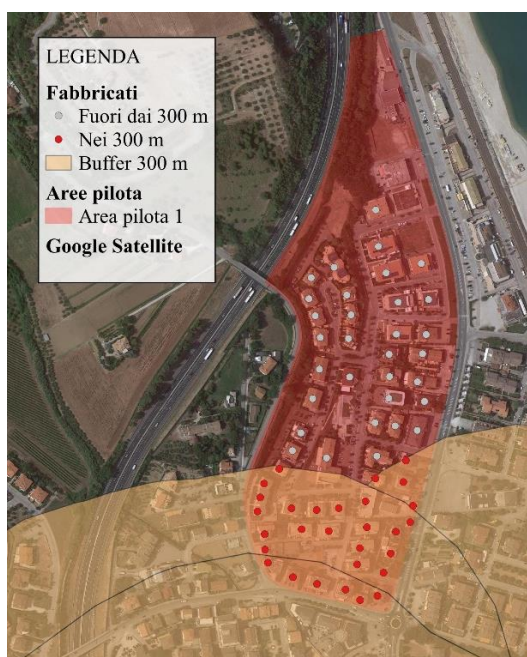 LEGENDA
Fabbricati
Fuori dai 300 m
Nei 300 m
Buffer 300 m
Aree pilota
Area pilota 1
Google Satellite